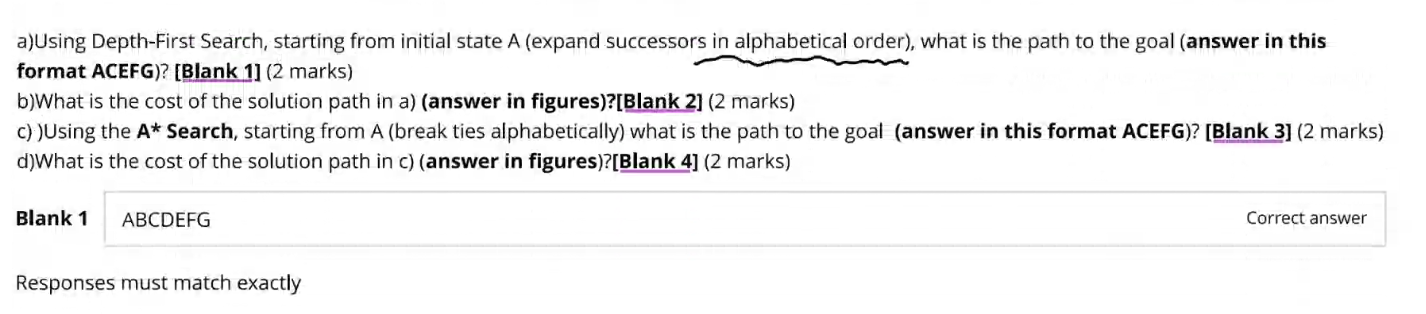 a)Using Depth-First Search, starting from initial state A (expand successors in alphabetical order), what is the path to the goal (answer in this
format ACEFG)? [Blank 1] (2 marks)
b)What is the cost of the solution path in a) (answer in figures)?[Blank 2] (2 marks)
c) )Using the A* Search, starting from A (break ties alphabetically) what is the path to the goal (answer in this format ACEFG)? [Blank 3] (2 marks)
d)What is the cost of the solution path in c) (answer in figures)?[Blank 4] (2 marks)
Blank 1 ABCDEFG Correct answer
Responses must match exactly